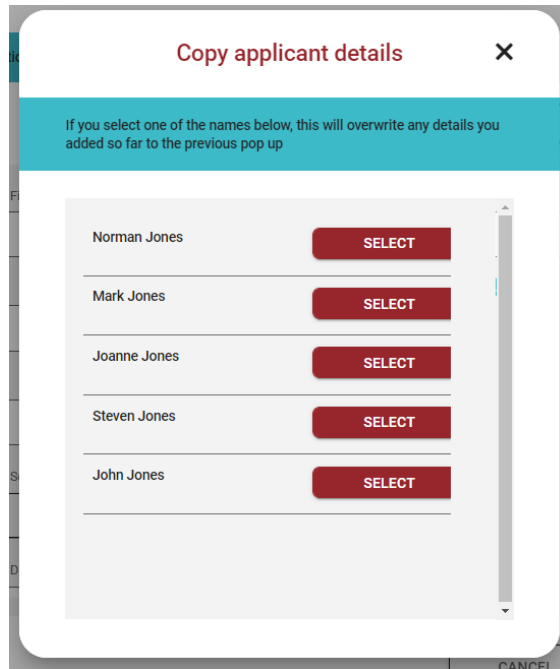 Copy applicant details
If you select one of the names below, this will overwrite any details you
added so far to the previous pop up
Norman Jones SELECT
Mark Jones SELECT
Joanne Jones SELECT
Steven Jones SELECT
John Jones SELECT
CANCEL